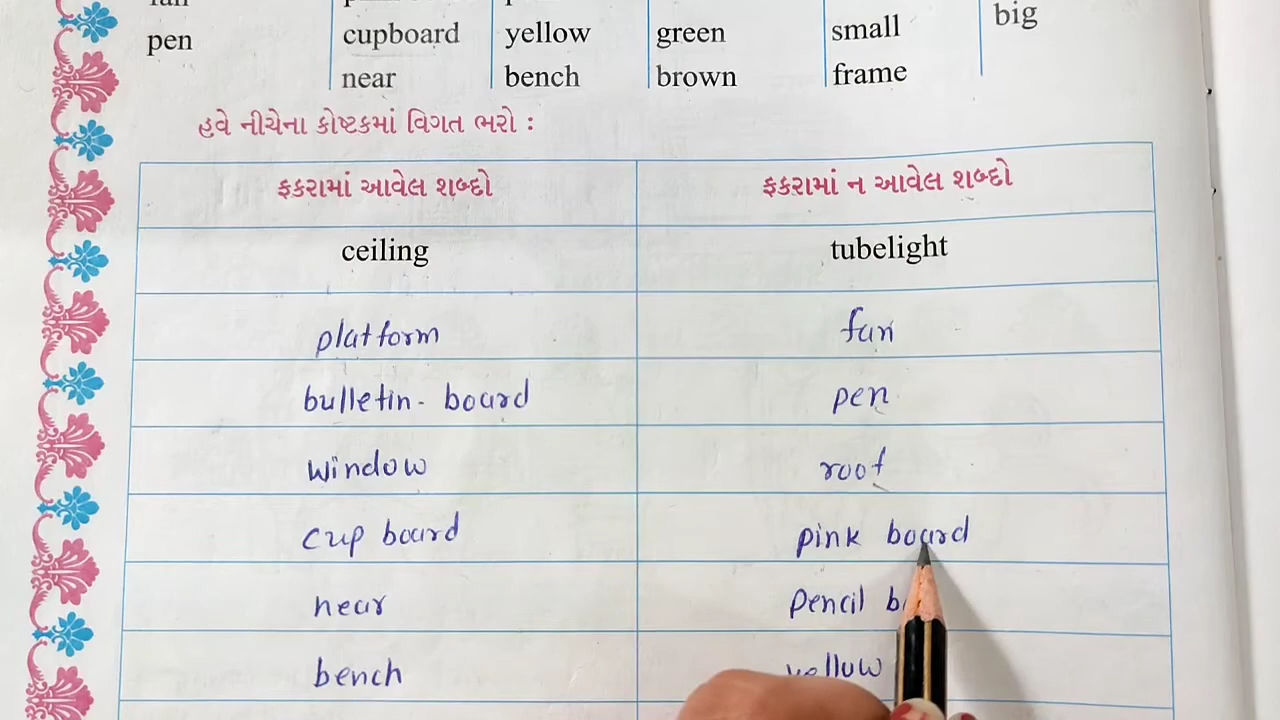 pen cupboard yellow green small big
near bench brown frame
હવે નીચેના કોષ્ટકમાં વિગત ભરો :
ફકરામાં આવેલ શબ્દો ફકરામાં ન આવેલ શબ્દો
ceiling tubelight
platform fan
bulletin-board pen
window roof
cup board pink board
near pencil
bench yellow